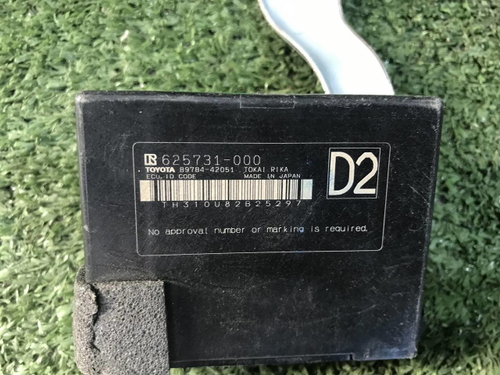 625731-000
TOYOTA 89784-42051 TOKAI RIKA
ECU, ID CODE MADE IN JAPAN
D2
TH310U82B25297
No approval number or marking is required.